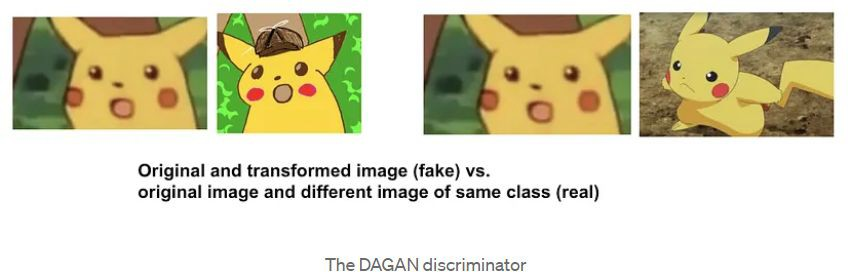 Original and transformed image (fake) vs.
original image and different image of same class (real)
The DAGAN discriminator